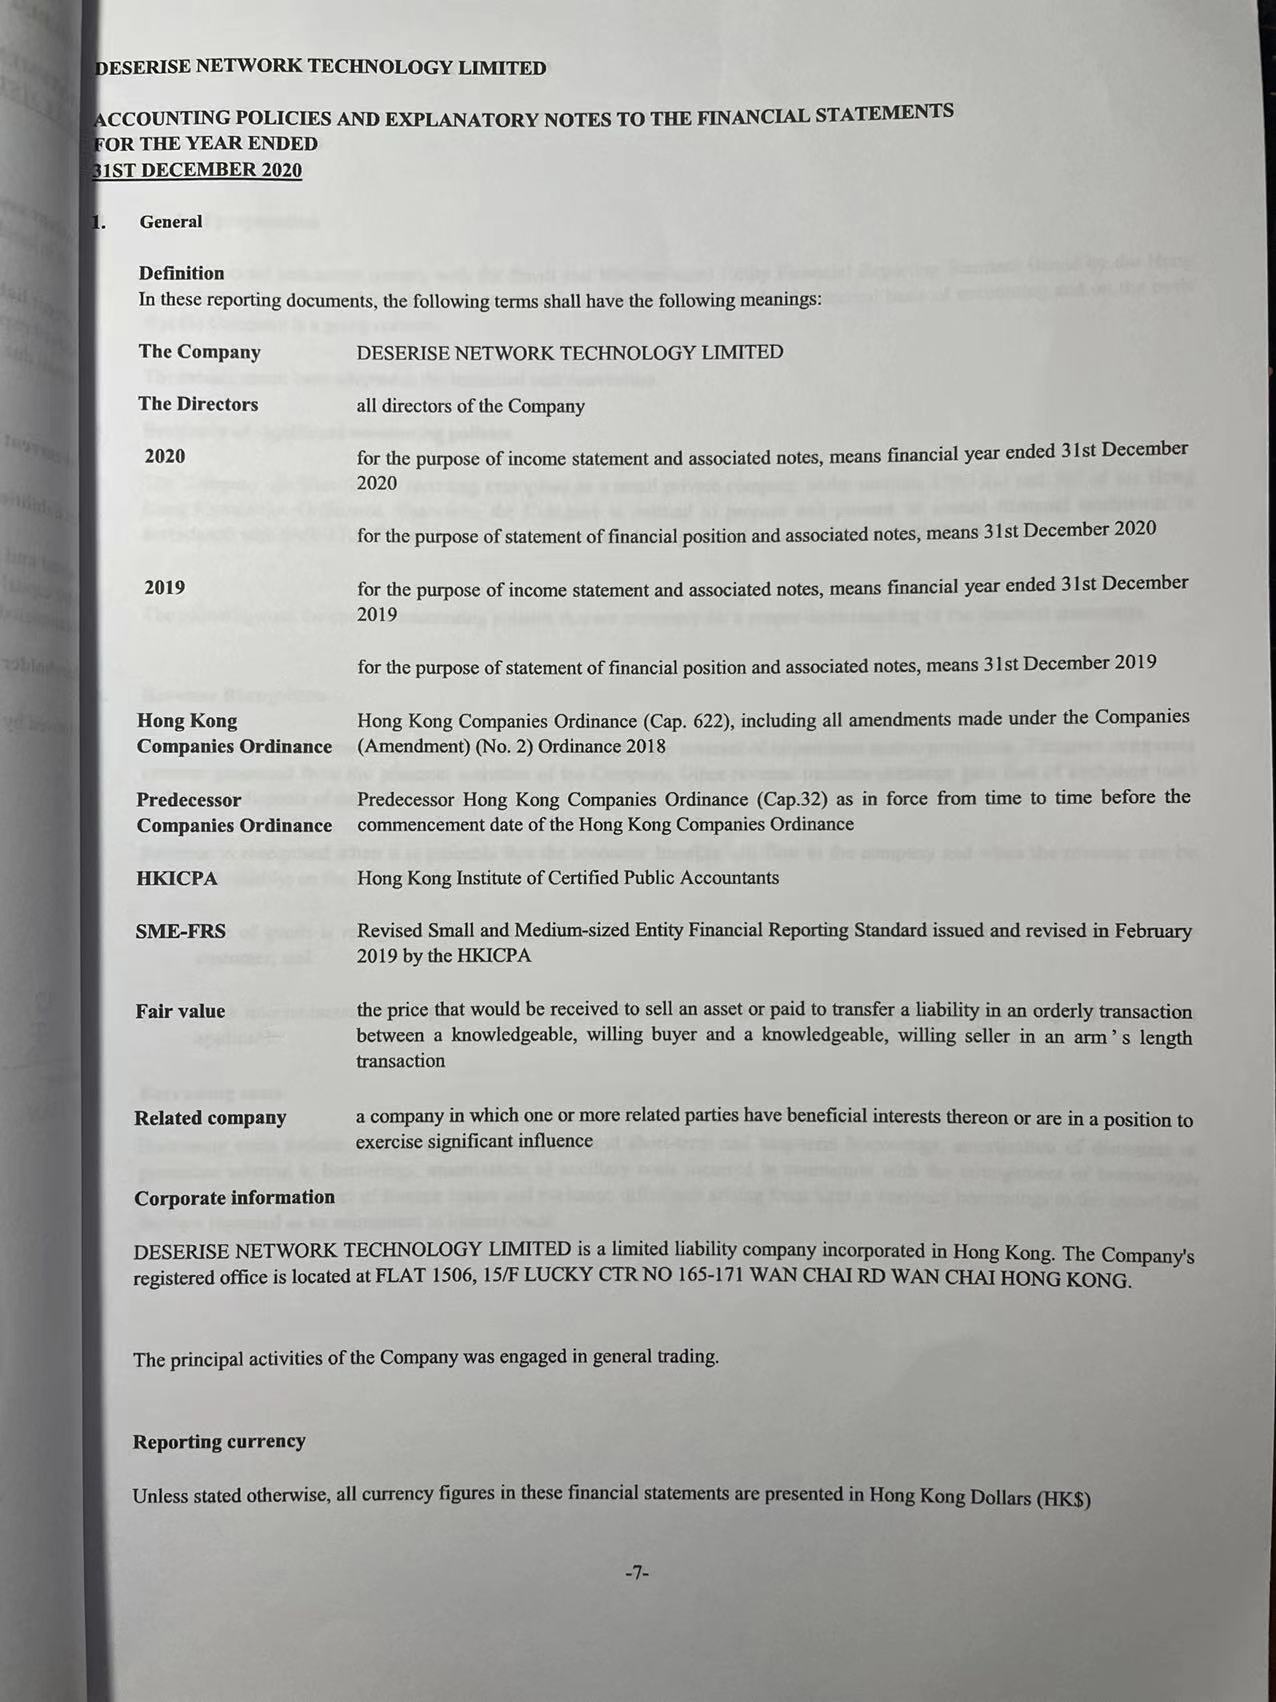 DESERISE NETWORK TECHNOLOGY LIMITED
ACCOUNTING POLICIES AND EXPLANATORY NOTES TO THE FINANCIAL STATEMENTS
FOR THE YEAR ENDED
31ST DECEMBER 2020
1. General
Definition
In these reporting documents, the following terms shall have the following meanings:
The Company DESERISE NETWORK TECHNOLOGY LIMITED
The Directors all directors of the Company
2020 for the purpose of income statement and associated notes, means financial year ended 31st December
2020
for the purpose of statement of financial position and associated notes, means 31st December 2020
2019 for the purpose of income statement and associated notes, means financial year ended 31st December
2019
for the purpose of statement of financial position and associated notes, means 31st December 2019
Hong Kong Hong Kong Companies Ordinance (Cap. 622), including all amendments made under the Companies
Companies Ordinance (Amendment) (No. 2) Ordinance 2018
Predecessor Predecessor Hong Kong Companies Ordinance (Cap.32) as in force from time to time before the
Companies Ordinance commencement date of the Hong Kong Companies Ordinance
HKICPA Hong Kong Institute of Certified Public Accountants
SME-FRS Revised Small and Medium-sized Entity Financial Reporting Standard issued and revised in February
2019 by the HKICPA
Fair value the price that would be received to sell an asset or paid to transfer a liability in an orderly transaction
between a knowledgeable, willing buyer and a knowledgeable, willing seller in an arm's length
transaction
Related company a company in which one or more related parties have beneficial interests thereon or are in a position to
exercise significant influence
Corporate information
DESERISE NETWORK TECHNOLOGY LIMITED is a limited liability company incorporated in Hong Kong. The Company's
registered office is located at FLAT 1506, 15/F LUCKY CTR NO 165-171 WAN CHAI RD WAN CHAI HONG KONG.
The principal activities of the Company was engaged in general trading.
Reporting currency
Unless stated otherwise, all currency figures in these financial statements are presented in Hong Kong Dollars (HK$)
-7-